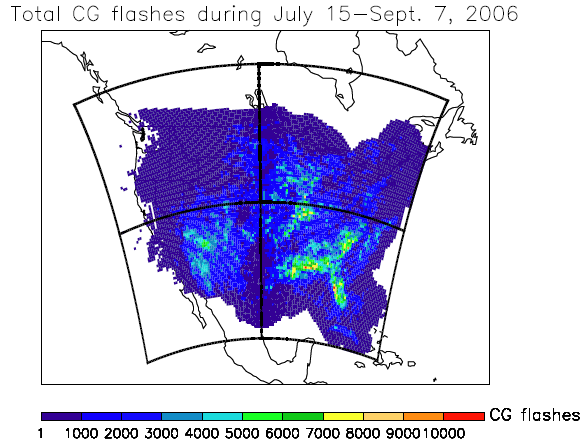 Total CG flashes during July 15-Sept. 7, 2006
CG flashes
1 1000 2000 3000 4000 5000 6000 7000 8000 9000 10000